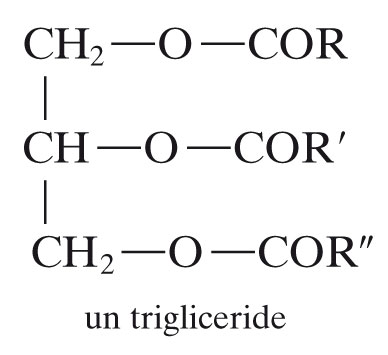 CH₂—O—COR
|
CH—O—COR′
|
CH₂—O—COR″
un trigliceride